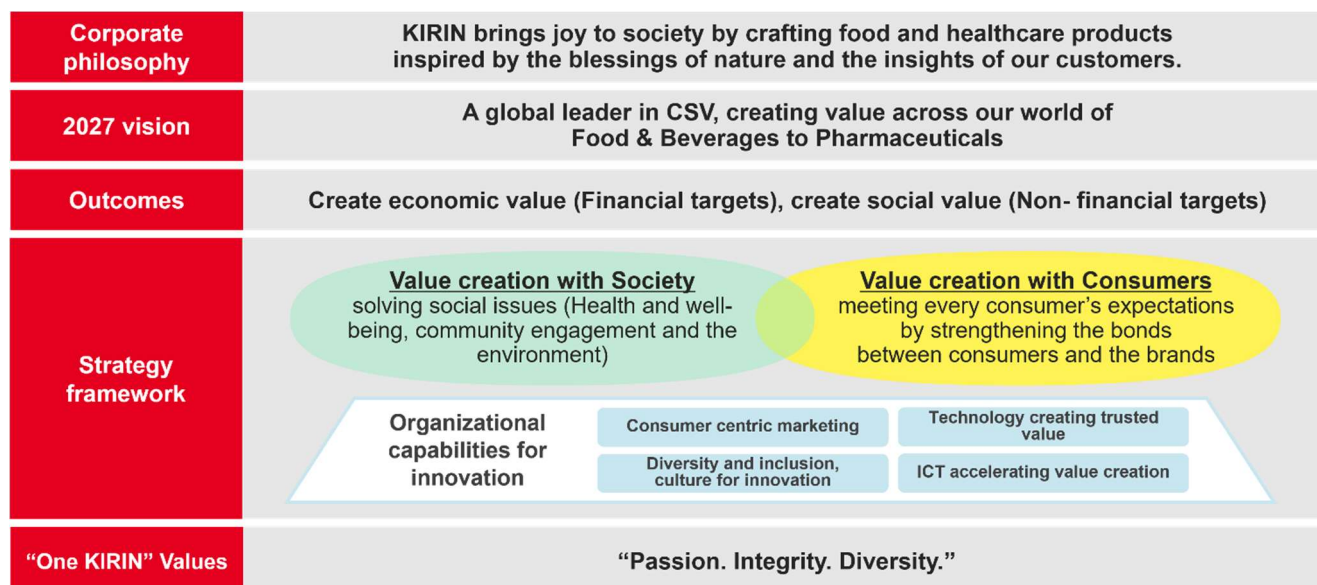 Corporate
philosophy
KIRIN brings joy to society by crafting food and healthcare products
inspired by the blessings of nature and the insights of our customers.
2027 vision
A global leader in CSV, creating value across our world of
Food & Beverages to Pharmaceuticals
Outcomes
Create economic value (Financial targets), create social value (Non- financial targets)
Strategy
framework
Value creation with Society
solving social issues (Health and well-
being, community engagement and the
environment)
Value creation with Consumers
meeting every consumer’s expectations
by strengthening the bonds
between consumers and the brands
Organizational
capabilities for
innovation
Consumer centric marketing
Technology creating trusted
value
Diversity and inclusion,
culture for innovation
ICT accelerating value creation
“One KIRIN” Values
“Passion. Integrity. Diversity.”